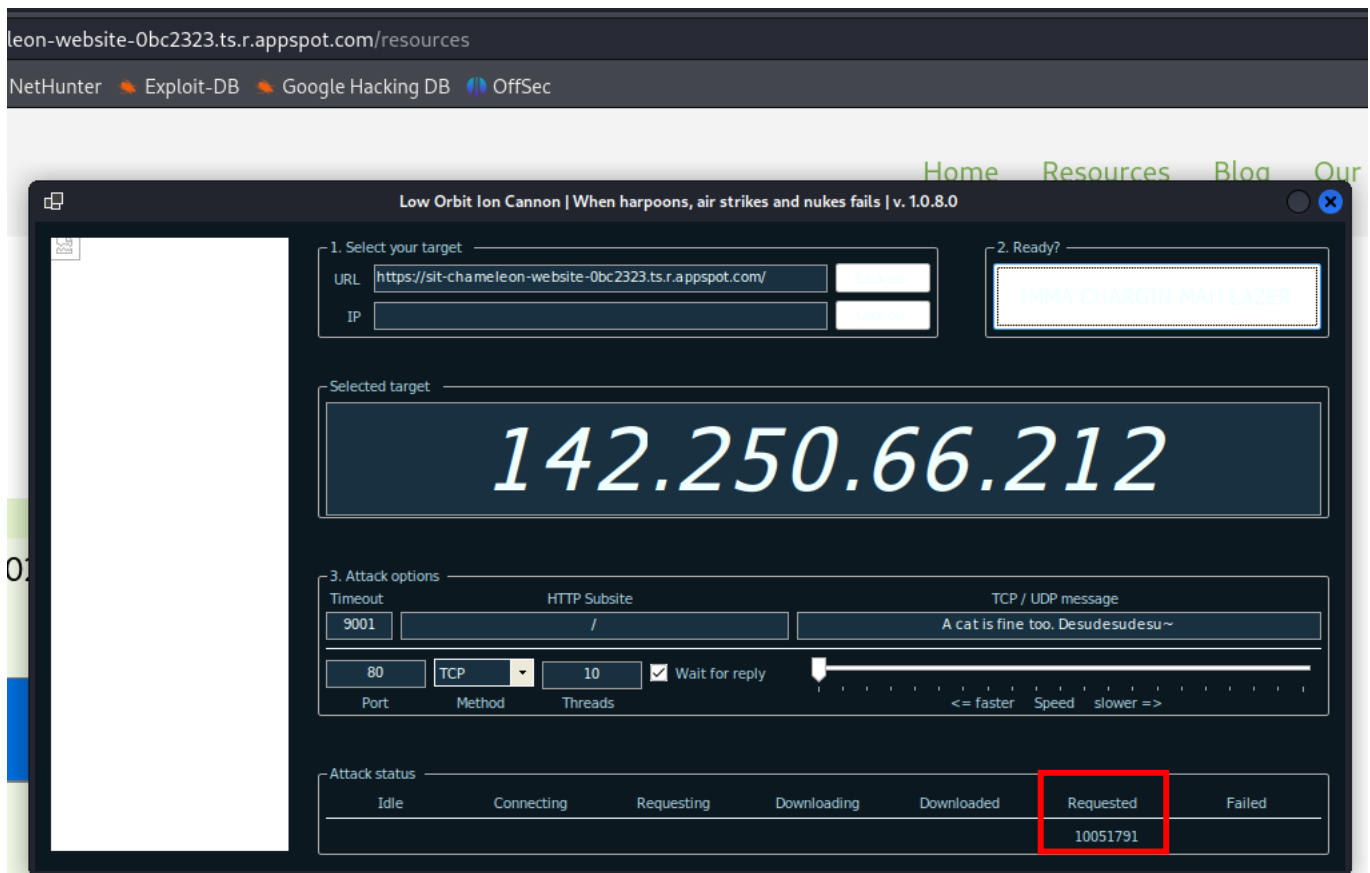 leon-website-0bc2323.ts.r.appspot.com/resources
NetHunter Exploit-DB Google Hacking DB OffSec
Home Resources Blog Our
Low Orbit Ion Cannon | When harpoons, air strikes and nukes fails | v. 1.0.8.0
1. Select your target
URL https://sit-chameleon-website-0bc2323.ts.r.appspot.com/
IP
2. Ready?
IMMA CHARGIN MAH LAZER
Selected target
142.250.66.212
3. Attack options
Timeout HTTP Subsite TCP / UDP message
9001 / A cat is fine too. Desudesudesu~
80 TCP 10 Wait for reply
Port Method Threads <= faster Speed slower =>
Attack status
Idle Connecting Requesting Downloading Downloaded Requested Failed
10051791